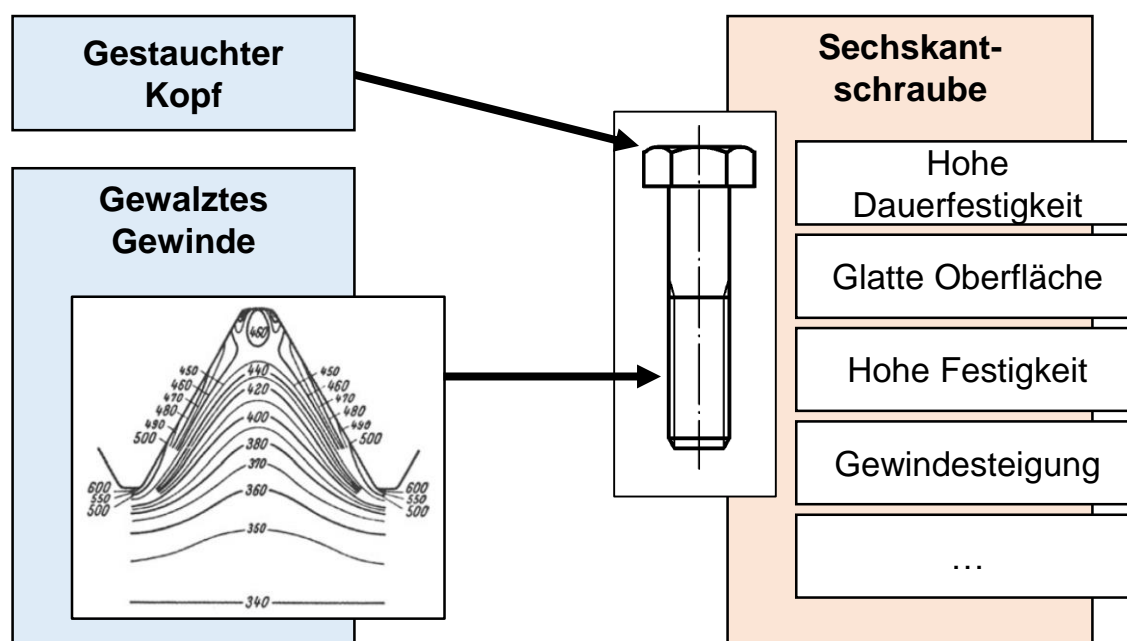 Gestauchter
Kopf
Gewalztes
Gewinde
460
450
440
450
460
420
460
470
470
480
400
480
490
490
500
380
500
370
600
360
600
550
550
500
500
350
340
Sechskant-
schraube
Hohe
Dauerfestigkeit
Glatte Oberfläche
Hohe Festigkeit
Gewindesteigung
…